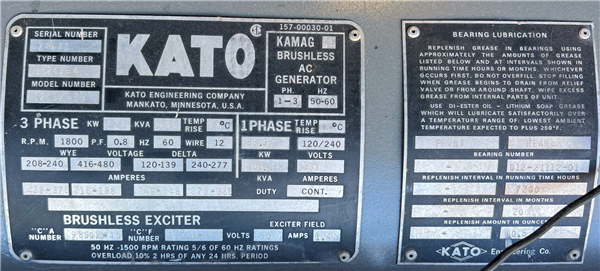 157-00030-01
SERIAL NUMBER
TYPE NUMBER
MODEL NUMBER
KATO
KATO ENGINEERING COMPANY
MANKATO, MINNESOTA, U.S.A.
KAMAG
BRUSHLESS
AC
GENERATOR
PH. HZ
1-3 50-60
3 PHASE KW KVA TEMP RISE °C
R.P.M. 1800 P.F. 0.8 HZ 60 WIRE 12
WYE VOLTAGE DELTA
208-240 416-480 120-139 240-277
AMPERES
1 PHASE TEMP RISE °C
120/240
KW VOLTS
KVA AMPERES
DUTY CONT.
BRUSHLESS EXCITER
EXCITER FIELD
"C"A NUMBER "C"F NUMBER VOLTS AMPS
50 HZ -1500 RPM RATING 5/6 OF 60 HZ RATINGS
OVERLOAD 10% 2 HRS OF ANY 24 HRS. PERIOD
BEARING LUBRICATION
REPLENISH GREASE IN BEARINGS USING
APPROXIMATELY THE AMOUNTS OF GREASE
LISTED BELOW AND AT INTERVALS SHOWN IN
RUNNING TIME HOURS OR MONTHS, WHICHEVER
OCCURS FIRST. DO NOT OVERFILL. STOP FILLING
WHEN GREASE BEGINS TO DRAIN FROM RELIEF
VALVE OR FROM AROUND SHAFT. WIPE EXCESS
GREASE FROM INTERNAL PARTS OF UNIT.
USE DI-ESTER OIL - LITHIUM SOAP GREASE
WHICH WILL LUBRICATE SATISFACTORILY OVER
A TEMPERATURE RANGE OF LOWEST AMBIENT
TEMPERATURE EXPECTED TO PLUS 250°F.
BEARING NUMBER
REPLENISH INTERVAL IN RUNNING TIME HOURS
REPLENISH INTERVAL IN MONTHS
REPLENISH AMOUNT IN OUNCES
KATO Engineering Co.